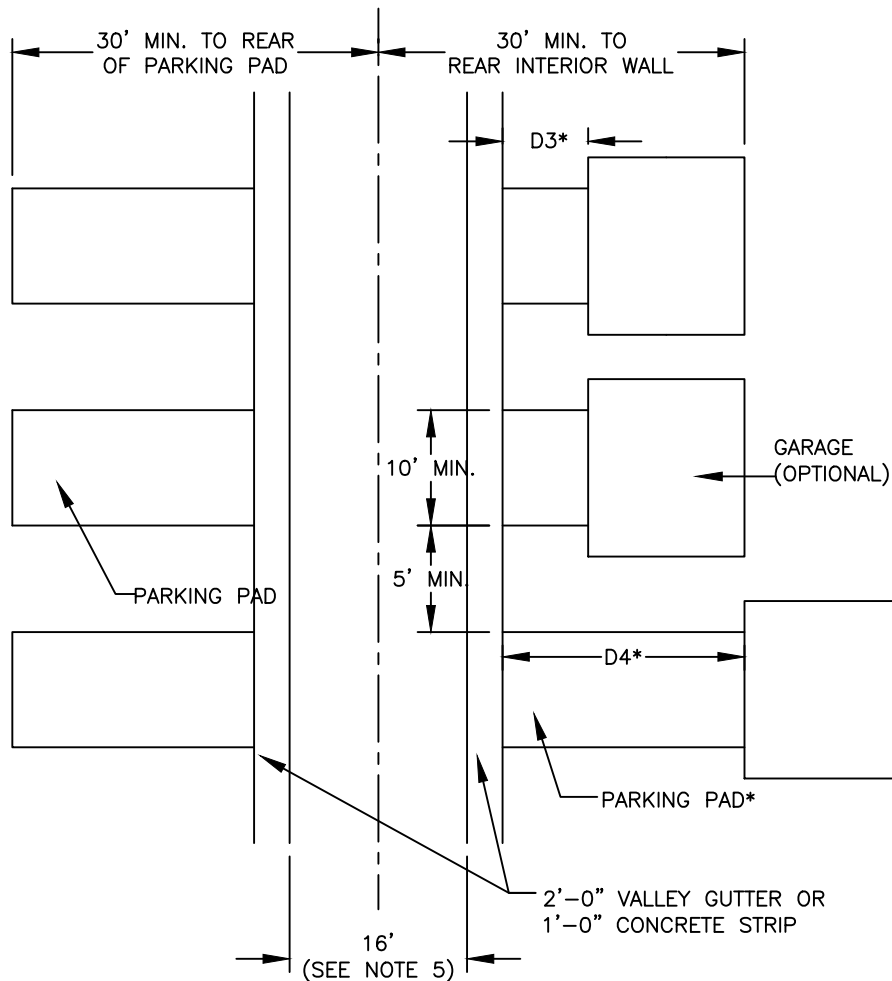 30' MIN. TO REAR
OF PARKING PAD
30' MIN. TO
REAR INTERIOR WALL
D3*
10' MIN.
GARAGE
(OPTIONAL)
5' MIN.
PARKING PAD
D4*
PARKING PAD*
2'-0" VALLEY GUTTER OR
1'-0" CONCRETE STRIP
16'
(SEE NOTE 5)